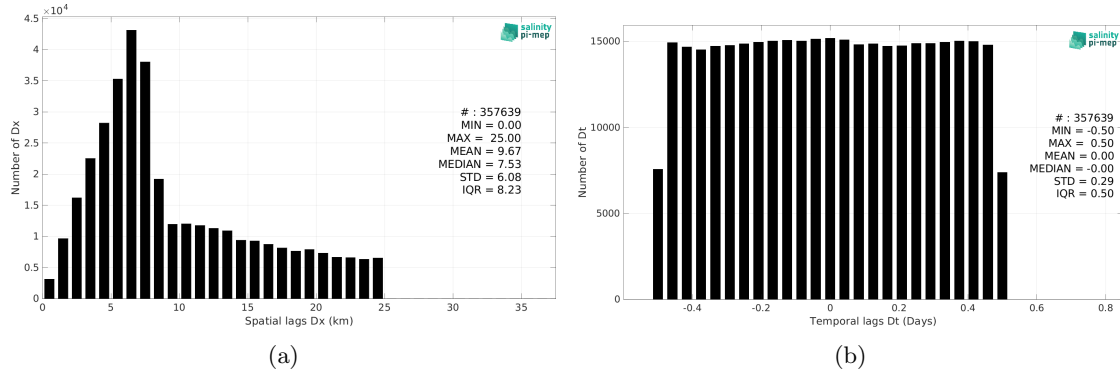 ×10⁴
4.5
4
3.5
3
2.5
2
1.5
1
0.5
0
Number of Dx
0 5 10 15 20 25 30 35
Spatial lags Dx (km)
salinity
pi-mep
# : 357639
MIN = 0.00
MAX = 25.00
MEAN = 9.67
MEDIAN = 7.53
STD = 6.08
IQR = 8.23
(a)
15000
10000
5000
0
Number of Dt
-0.4 -0.2 0 0.2 0.4 0.6 0.8
Temporal lags Dt (Days)
salinity
pi-mep
# : 357639
MIN = -0.50
MAX = 0.50
MEAN = 0.00
MEDIAN = -0.00
STD = 0.29
IQR = 0.50
(b)